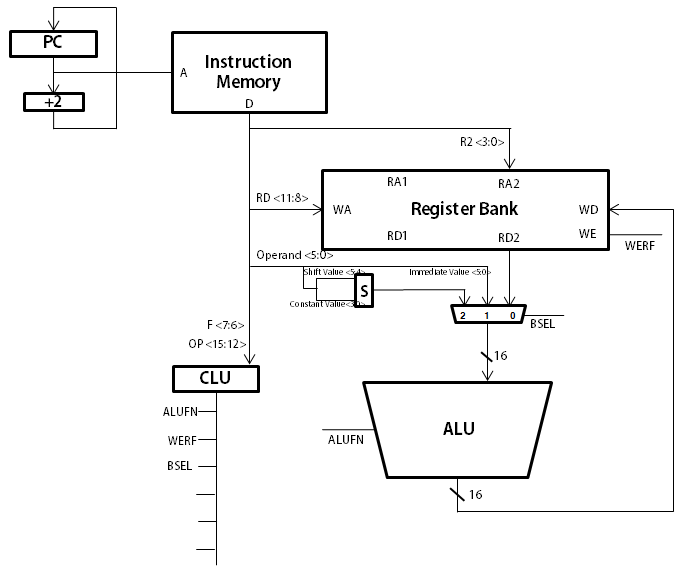 PC
+2
A
Instruction
Memory
D
R2 <3:0>
RA1
RA2
RD <11:8>
WA
Register Bank
WD
RD1
RD2
WE
WERF
Operand <5:0>
Shift Value <5:4>
Immediate Value <5:0>
S
Constant Value<3:0>
2 1 0
BSEL
F <7:6>
OP <15:12>
16
CLU
ALUFN
WERF
BSEL
ALUFN
ALU
16